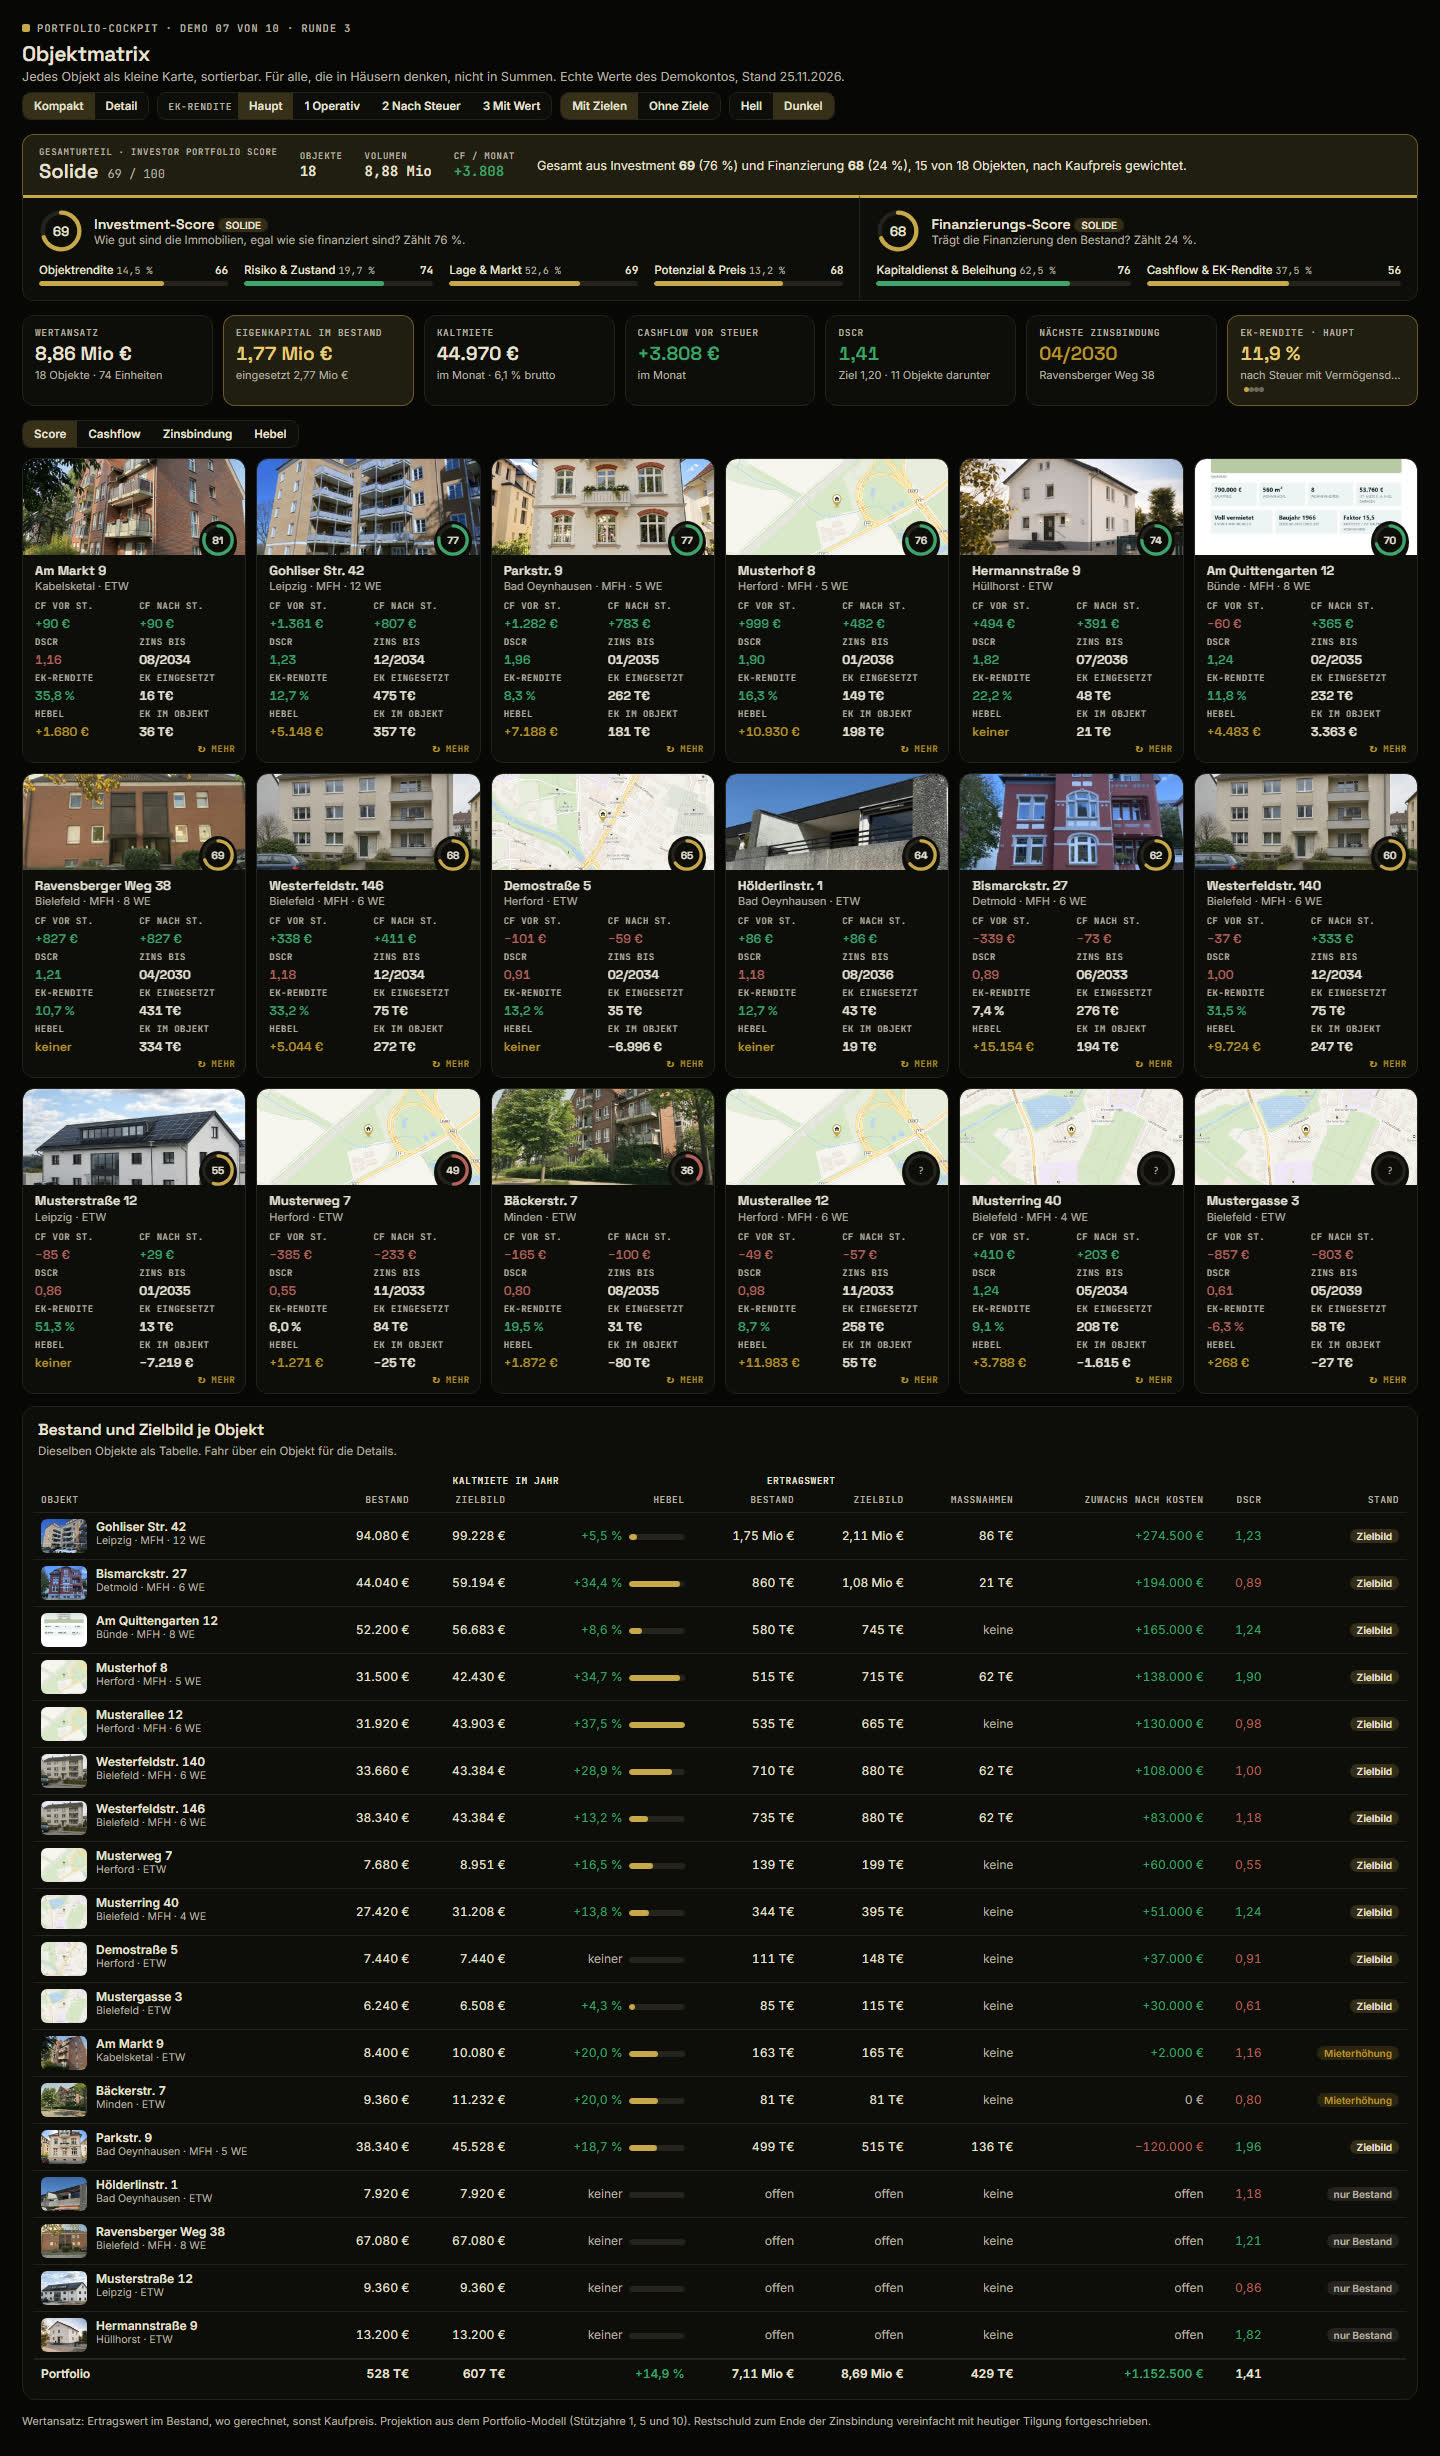 PORTFOLIO-COCKPIT · DEMO 07 VON 10 · RUNDE 3
Objektmatrix
Jedes Objekt als kleine Karte, sortierbar. Für alle, die in Häusern denken, nicht in Summen. Echte Werte des Demokontos, Stand 25.11.2026.
Kompakt Detail EK-RENDITE Haupt 1 Operativ 2 Nach Steuer 3 Mit Wert Mit Zielen Ohne Ziele Hell Dunkel
GESAMTURTEIL · INVESTOR PORTFOLIO SCORE
Solide 69 / 100
OBJEKTE
18
VOLUMEN
8,88 Mio
CF / MONAT
+3.808
Gesamt aus Investment 69 (76 %) und Finanzierung 68 (24 %), 15 von 18 Objekten, nach Kaufpreis gewichtet.
69
Investment-Score SOLIDE
Wie gut sind die Immobilien, egal wie sie finanziert sind? Zählt 76 %.
Objektrendite 14,5 % 66 Risiko & Zustand 19,7 % 74 Lage & Markt 52,6 % 69 Potenzial & Preis 13,2 % 68
68
Finanzierungs-Score SOLIDE
Trägt die Finanzierung den Bestand? Zählt 24 %.
Kapitaldienst & Beleihung 62,5 % 76 Cashflow & EK-Rendite 37,5 % 56
WERTANSATZ
8,86 Mio €
18 Objekte · 74 Einheiten
EIGENKAPITAL IM BESTAND
1,77 Mio €
eingesetzt 2,77 Mio €
KALTMIETE
44.970 €
im Monat · 6,1 % brutto
CASHFLOW VOR STEUER
+3.808 €
im Monat
DSCR
1,41
Ziel 1,20 · 11 Objekte darunter
NÄCHSTE ZINSBINDUNG
04/2030
Ravensberger Weg 38
EK-RENDITE · HAUPT
11,9 %
nach Steuer mit Vermögensd...
Score Cashflow Zinsbindung Hebel
81
Am Markt 9
Kabelsketal · ETW
CF VOR ST. CF NACH ST.
+90 € +90 €
DSCR ZINS BIS
1,16 08/2034
EK-RENDITE EK EINGESETZT
35,8 % 16 T€
HEBEL EK IM OBJEKT
+1.680 € 36 T€
↻ MEHR
77
Gohliser Str. 42
Leipzig · MFH · 12 WE
CF VOR ST. CF NACH ST.
+1.361 € +807 €
DSCR ZINS BIS
1,23 12/2034
EK-RENDITE EK EINGESETZT
12,7 % 475 T€
HEBEL EK IM OBJEKT
+5.148 € 357 T€
↻ MEHR
77
Parkstr. 9
Bad Oeynhausen · MFH · 5 WE
CF VOR ST. CF NACH ST.
+1.282 € +783 €
DSCR ZINS BIS
1,96 01/2035
EK-RENDITE EK EINGESETZT
8,3 % 262 T€
HEBEL EK IM OBJEKT
+7.188 € 181 T€
↻ MEHR
76
Musterhof 8
Herford · MFH · 5 WE
CF VOR ST. CF NACH ST.
+999 € +482 €
DSCR ZINS BIS
1,90 01/2036
EK-RENDITE EK EINGESETZT
16,3 % 149 T€
HEBEL EK IM OBJEKT
+10.930 € 198 T€
↻ MEHR
74
Hermannstraße 9
Hüllhorst · ETW
CF VOR ST. CF NACH ST.
+494 € +391 €
DSCR ZINS BIS
1,82 07/2036
EK-RENDITE EK EINGESETZT
22,2 % 48 T€
HEBEL EK IM OBJEKT
keiner 21 T€
↻ MEHR
790.000 € 560 m² 8 53.760 €
Voll vermietet Baujahr 1966 Faktor 15,5
70
Am Quittengarten 12
Bünde · MFH · 8 WE
CF VOR ST. CF NACH ST.
−60 € +365 €
DSCR ZINS BIS
1,24 02/2035
EK-RENDITE EK EINGESETZT
11,8 % 232 T€
HEBEL EK IM OBJEKT
+4.483 € 3.363 €
↻ MEHR
69
Ravensberger Weg 38
Bielefeld · MFH · 8 WE
CF VOR ST. CF NACH ST.
+827 € +827 €
DSCR ZINS BIS
1,21 04/2030
EK-RENDITE EK EINGESETZT
10,7 % 431 T€
HEBEL EK IM OBJEKT
keiner 334 T€
↻ MEHR
68
Westerfeldstr. 146
Bielefeld · MFH · 6 WE
CF VOR ST. CF NACH ST.
+338 € +411 €
DSCR ZINS BIS
1,18 12/2034
EK-RENDITE EK EINGESETZT
33,2 % 75 T€
HEBEL EK IM OBJEKT
+5.044 € 272 T€
↻ MEHR
65
Demostraße 5
Herford · ETW
CF VOR ST. CF NACH ST.
−101 € −59 €
DSCR ZINS BIS
0,91 02/2034
EK-RENDITE EK EINGESETZT
13,2 % 35 T€
HEBEL EK IM OBJEKT
keiner −6.996 €
↻ MEHR
64
Hölderlinstr. 1
Bad Oeynhausen · ETW
CF VOR ST. CF NACH ST.
+86 € +86 €
DSCR ZINS BIS
1,18 08/2036
EK-RENDITE EK EINGESETZT
12,7 % 43 T€
HEBEL EK IM OBJEKT
keiner 19 T€
↻ MEHR
62
Bismarckstr. 27
Detmold · MFH · 6 WE
CF VOR ST. CF NACH ST.
−339 € −73 €
DSCR ZINS BIS
0,89 06/2033
EK-RENDITE EK EINGESETZT
7,4 % 276 T€
HEBEL EK IM OBJEKT
+15.154 € 194 T€
↻ MEHR
60
Westerfeldstr. 140
Bielefeld · MFH · 6 WE
CF VOR ST. CF NACH ST.
−37 € +333 €
DSCR ZINS BIS
1,00 12/2034
EK-RENDITE EK EINGESETZT
31,5 % 75 T€
HEBEL EK IM OBJEKT
+9.724 € 247 T€
↻ MEHR
55
Musterstraße 12
Leipzig · ETW
CF VOR ST. CF NACH ST.
−85 € +29 €
DSCR ZINS BIS
0,86 01/2035
EK-RENDITE EK EINGESETZT
51,3 % 13 T€
HEBEL EK IM OBJEKT
keiner −7.219 €
↻ MEHR
49
Musterweg 7
Herford · ETW
CF VOR ST. CF NACH ST.
−385 € −233 €
DSCR ZINS BIS
0,55 11/2033
EK-RENDITE EK EINGESETZT
6,0 % 84 T€
HEBEL EK IM OBJEKT
+1.271 € −25 T€
↻ MEHR
36
Bäckerstr. 7
Minden · ETW
CF VOR ST. CF NACH ST.
−165 € −100 €
DSCR ZINS BIS
0,80 08/2035
EK-RENDITE EK EINGESETZT
19,5 % 31 T€
HEBEL EK IM OBJEKT
+1.872 € −80 T€
↻ MEHR
?
Musterallee 12
Herford · MFH · 6 WE
CF VOR ST. CF NACH ST.
−49 € −57 €
DSCR ZINS BIS
0,98 11/2033
EK-RENDITE EK EINGESETZT
8,7 % 258 T€
HEBEL EK IM OBJEKT
+11.983 € 55 T€
↻ MEHR
?
Musterring 40
Bielefeld · MFH · 4 WE
CF VOR ST. CF NACH ST.
+410 € +203 €
DSCR ZINS BIS
1,24 05/2034
EK-RENDITE EK EINGESETZT
9,1 % 208 T€
HEBEL EK IM OBJEKT
+3.788 € −1.615 €
↻ MEHR
?
Mustergasse 3
Bielefeld · ETW
CF VOR ST. CF NACH ST.
−857 € −803 €
DSCR ZINS BIS
0,61 05/2039
EK-RENDITE EK EINGESETZT
-6,3 % 58 T€
HEBEL EK IM OBJEKT
+268 € −27 T€
↻ MEHR
Bestand und Zielbild je Objekt
Dieselben Objekte als Tabelle. Fahr über ein Objekt für die Details.
KALTMIETE IM JAHR ERTRAGSWERT
OBJEKT BESTAND ZIELBILD HEBEL BESTAND ZIELBILD MASSNAHMEN ZUWACHS NACH KOSTEN DSCR STAND
Gohliser Str. 42
Leipzig · MFH · 12 WE
94.080 € 99.228 € +5,5 % 1,75 Mio € 2,11 Mio € 86 T€ +274.500 € 1,23 Zielbild
Bismarckstr. 27
Detmold · MFH · 6 WE
44.040 € 59.194 € +34,4 % 860 T€ 1,08 Mio € 21 T€ +194.000 € 0,89 Zielbild
Am Quittengarten 12
Bünde · MFH · 8 WE
52.200 € 56.683 € +8,6 % 580 T€ 745 T€ keine +165.000 € 1,24 Zielbild
Musterhof 8
Herford · MFH · 5 WE
31.500 € 42.430 € +34,7 % 515 T€ 715 T€ 62 T€ +138.000 € 1,90 Zielbild
Musterallee 12
Herford · MFH · 6 WE
31.920 € 43.903 € +37,5 % 535 T€ 665 T€ keine +130.000 € 0,98 Zielbild
Westerfeldstr. 140
Bielefeld · MFH · 6 WE
33.660 € 43.384 € +28,9 % 710 T€ 880 T€ 62 T€ +108.000 € 1,00 Zielbild
Westerfeldstr. 146
Bielefeld · MFH · 6 WE
38.340 € 43.384 € +13,2 % 735 T€ 880 T€ 62 T€ +83.000 € 1,18 Zielbild
Musterweg 7
Herford · ETW
7.680 € 8.951 € +16,5 % 139 T€ 199 T€ keine +60.000 € 0,55 Zielbild
Musterring 40
Bielefeld · MFH · 4 WE
27.420 € 31.208 € +13,8 % 344 T€ 395 T€ keine +51.000 € 1,24 Zielbild
Demostraße 5
Herford · ETW
7.440 € 7.440 € keiner 111 T€ 148 T€ keine +37.000 € 0,91 Zielbild
Mustergasse 3
Bielefeld · ETW
6.240 € 6.508 € +4,3 % 85 T€ 115 T€ keine +30.000 € 0,61 Zielbild
Am Markt 9
Kabelsketal · ETW
8.400 € 10.080 € +20,0 % 163 T€ 165 T€ keine +2.000 € 1,16 Mieterhöhung
Bäckerstr. 7
Minden · ETW
9.360 € 11.232 € +20,0 % 81 T€ 81 T€ keine 0 € 0,80 Mieterhöhung
Parkstr. 9
Bad Oeynhausen · MFH · 5 WE
38.340 € 45.528 € +18,7 % 499 T€ 515 T€ 136 T€ −120.000 € 1,96 Zielbild
Hölderlinstr. 1
Bad Oeynhausen · ETW
7.920 € 7.920 € keiner offen offen keine offen 1,18 nur Bestand
Ravensberger Weg 38
Bielefeld · MFH · 8 WE
67.080 € 67.080 € keiner offen offen keine offen 1,21 nur Bestand
Musterstraße 12
Leipzig · ETW
9.360 € 9.360 € keiner offen offen keine offen 0,86 nur Bestand
Hermannstraße 9
Hüllhorst · ETW
13.200 € 13.200 € keiner offen offen keine offen 1,82 nur Bestand
Portfolio 528 T€ 607 T€ +14,9 % 7,11 Mio € 8,69 Mio € 429 T€ +1.152.500 € 1,41
Wertansatz: Ertragswert im Bestand, wo gerechnet, sonst Kaufpreis. Projektion aus dem Portfolio-Modell (Stützjahre 1, 5 und 10). Restschuld zum Ende der Zinsbindung vereinfacht mit heutiger Tilgung fortgeschrieben.